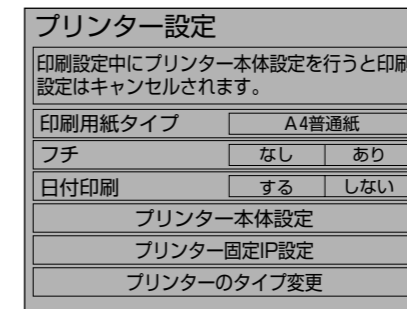 プリンター設定
印刷設定中にプリンター本体設定を行うと印刷
設定はキャンセルされます。
印刷用紙タイプ A4普通紙
フチ なし あり
日付印刷 する しない
プリンター本体設定
プリンター固定IP設定
プリンターのタイプ変更